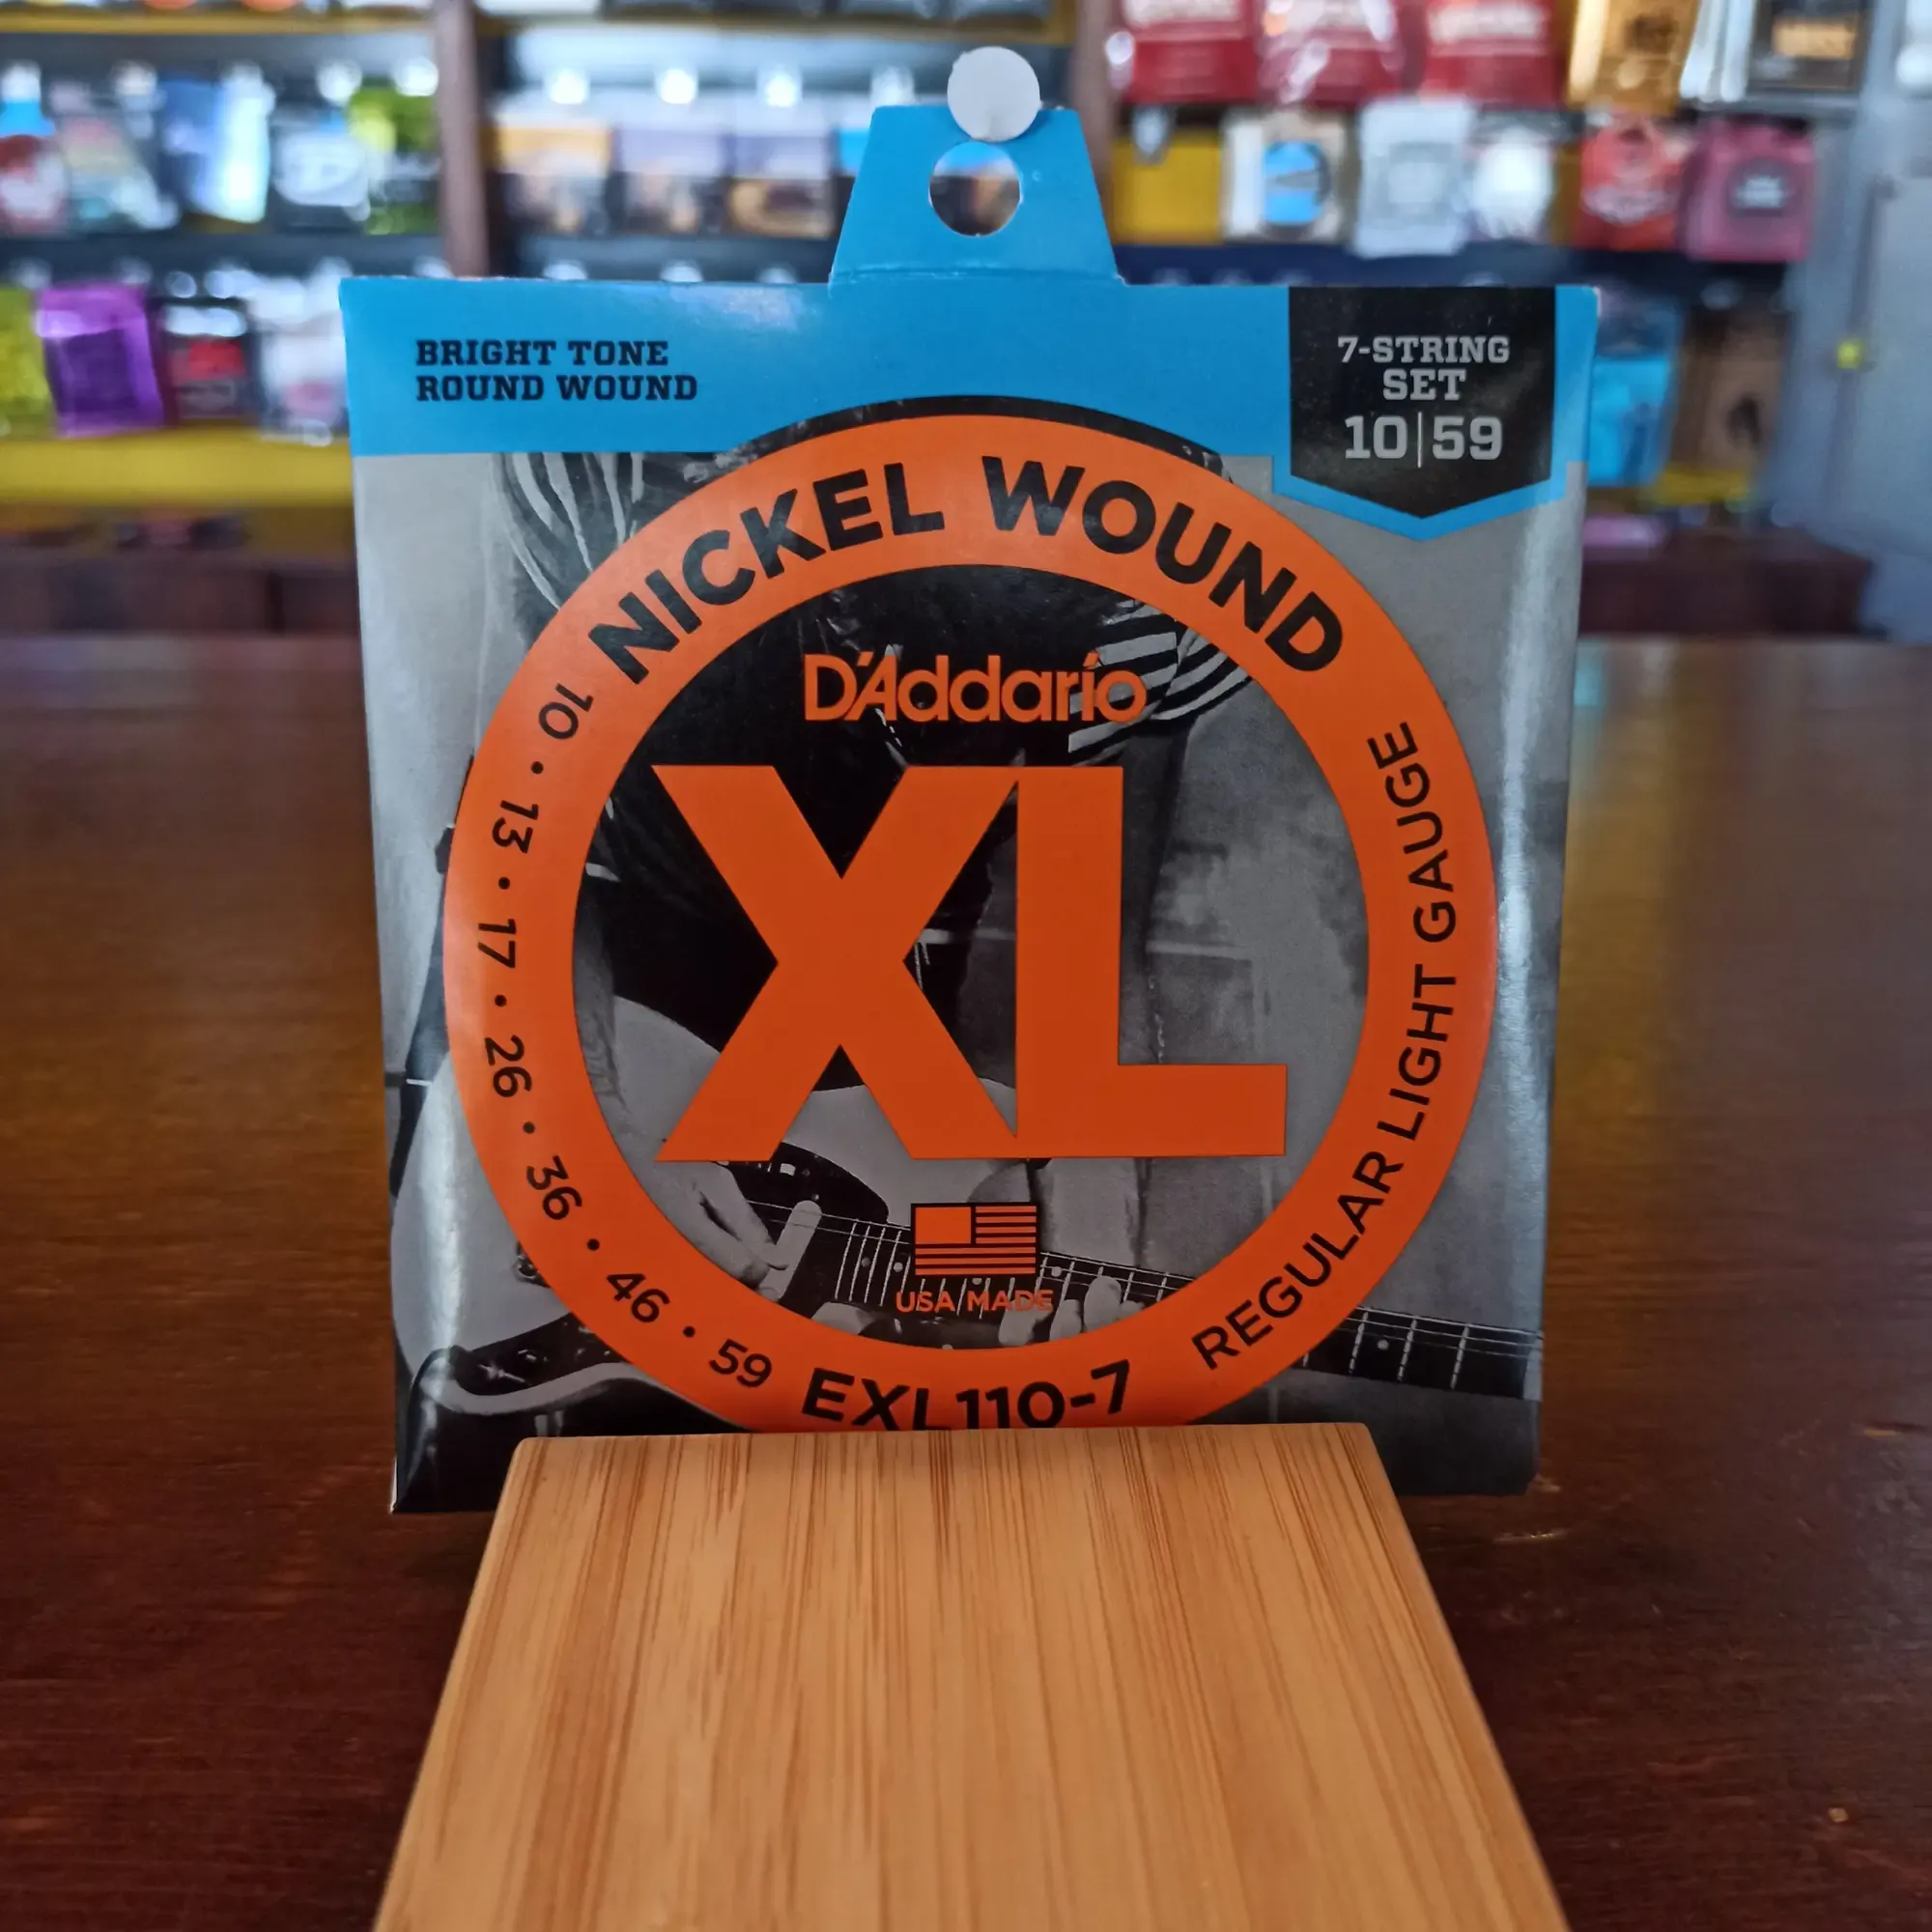 BRIGHT TONE
ROUND WOUND
7-STRING
SET
10|59
NICKEL WOUND
D'Addario
XL
USA MADE
10 • 13 • 17 • 26 • 36 • 46 • 59
EXL110-7
REGULAR LIGHT GAUGE